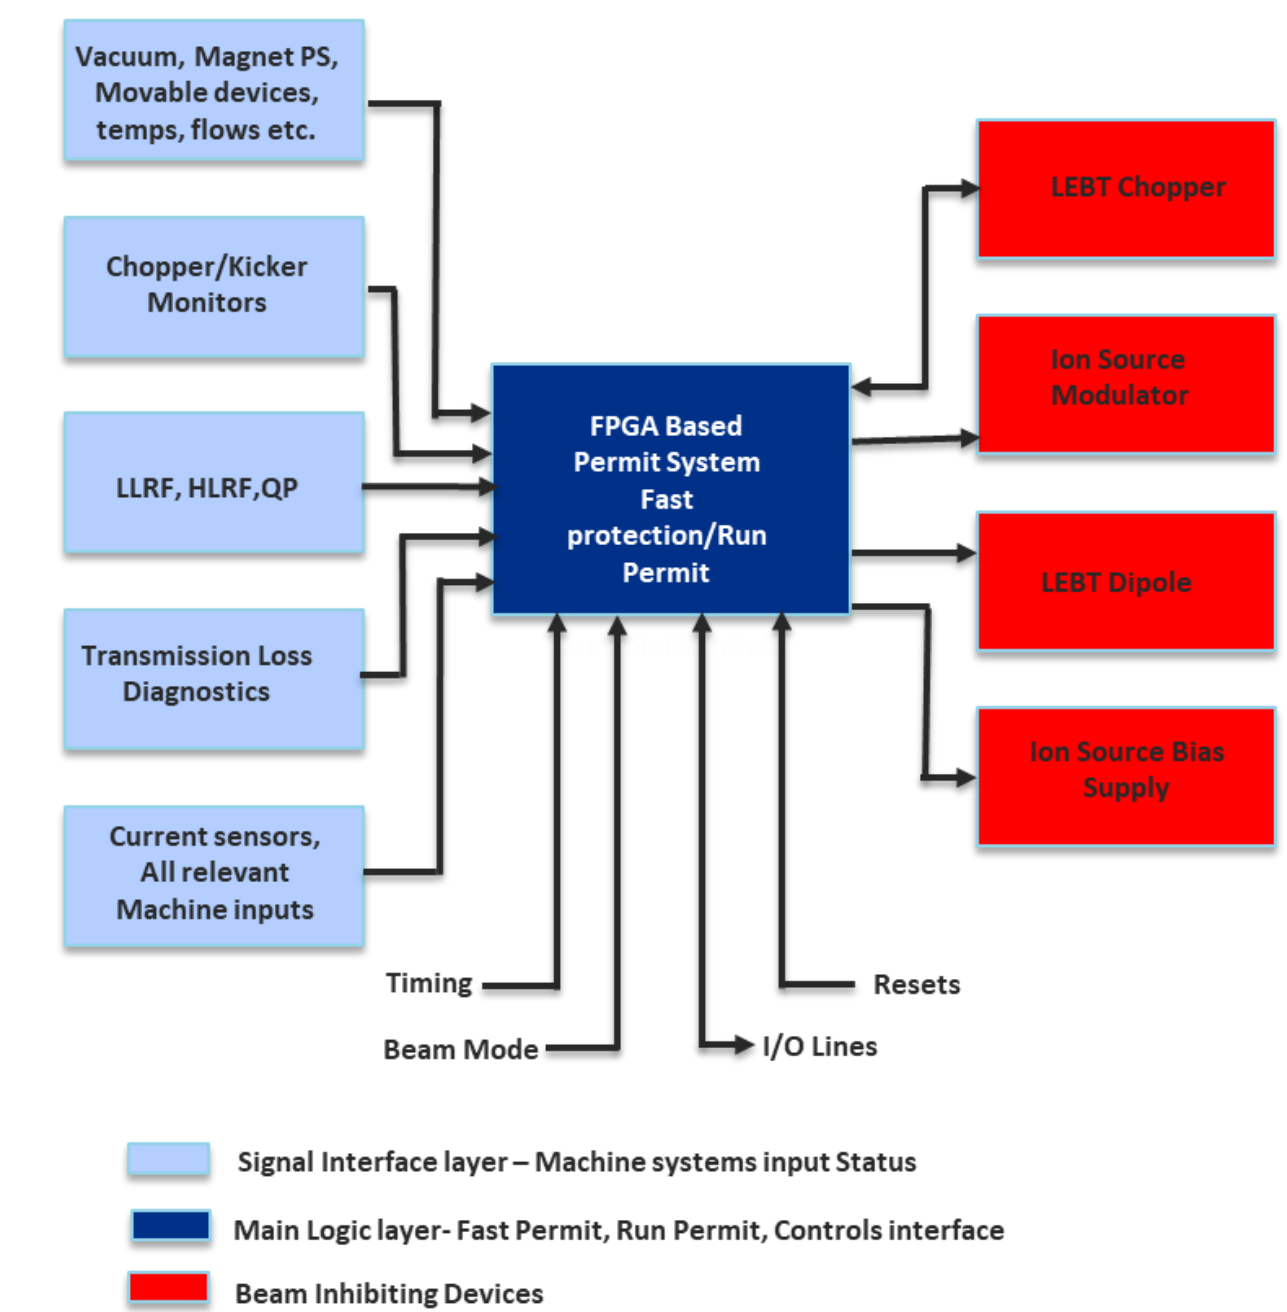 Vacuum, Magnet PS,
Movable devices,
temps, flows etc.
Chopper/Kicker
Monitors
LLRF, HLRF,QP
Transmission Loss
Diagnostics
Current sensors,
All relevant
Machine inputs
FPGA Based
Permit System
Fast
protection/Run
Permit
LEBT Chopper
Ion Source
Modulator
LEBT Dipole
Ion Source Bias
Supply
Timing
Beam Mode
I/O Lines
Resets
Signal Interface layer – Machine systems input Status
Main Logic layer- Fast Permit, Run Permit, Controls interface
Beam Inhibiting Devices